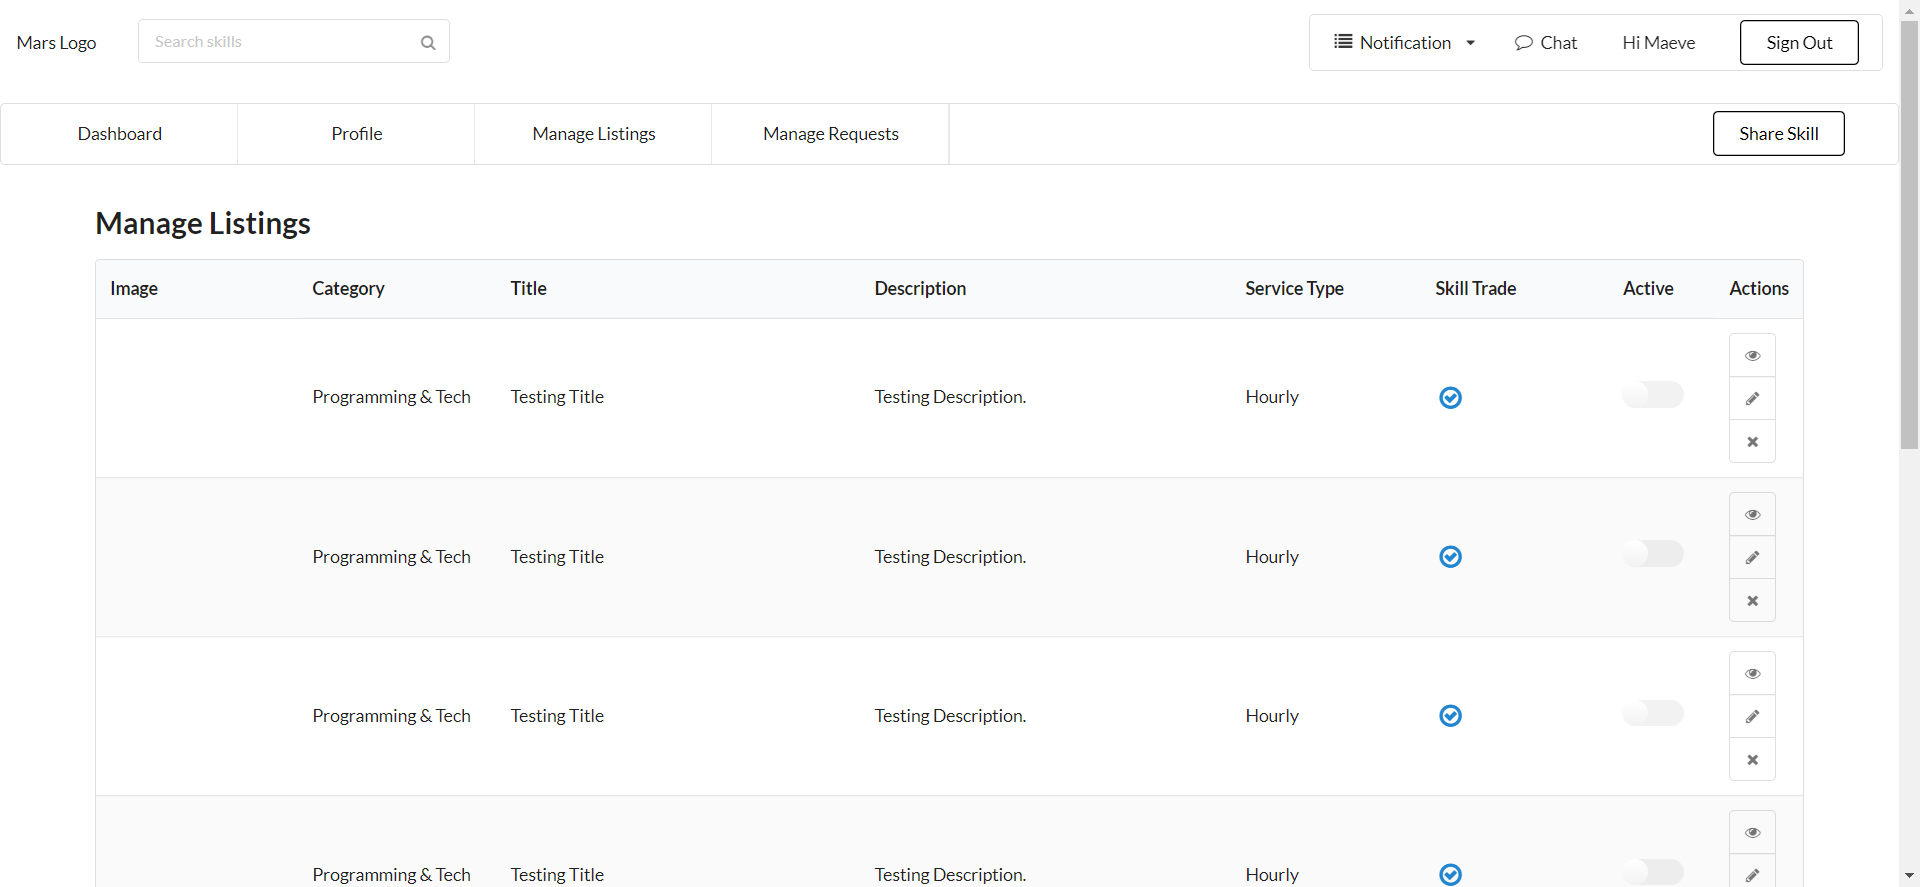 Mars Logo Search skills Notification Chat Hi Maeve Sign Out
Dashboard Profile Manage Listings Manage Requests Share Skill
Manage Listings
Image Category Title Description Service Type Skill Trade Active Actions
Programming & Tech Testing Title Testing Description. Hourly
Programming & Tech Testing Title Testing Description. Hourly
Programming & Tech Testing Title Testing Description. Hourly
Programming & Tech Testing Title Testing Description. Hourly